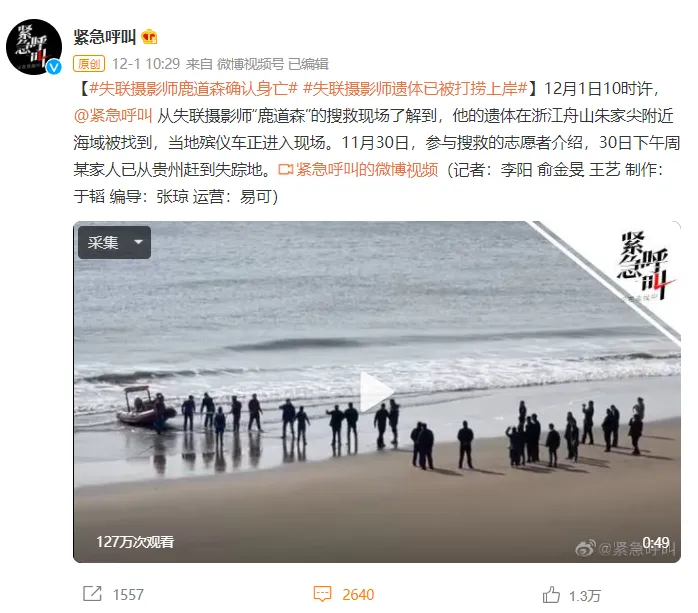 紧急呼叫
紧急呼叫
原创 12-1 10:29 来自 微博视频号 已编辑
【#失联摄影师鹿道森确认身亡# #失联摄影师遗体已被打捞上岸#】12月1日10时许，
@紧急呼叫 从失联摄影师“鹿道森”的搜救现场了解到，他的遗体在浙江舟山朱家尖附近
海域被找到，当地殡仪车正进入现场。11月30日，参与搜救的志愿者介绍，30日下午周
某家人已从贵州赶到失踪地。紧急呼叫的微博视频（记者：李阳 俞金旻 王艺 制作：
于韬 编导：张琼 运营：易可）
采集
紧急呼叫
127万次观看
0:49
@紧急呼叫
1557
2640
1.3万